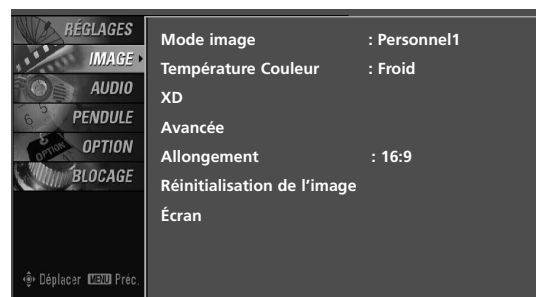 RÉGLAGES
IMAGE
AUDIO
PENDULE
OPTION
BLOCAGE
Déplacer MENU Préc.
Mode image : Personnel1
Température Couleur : Froid
XD
Avancée
Allongement : 16:9
Réinitialisation de l'image
Écran